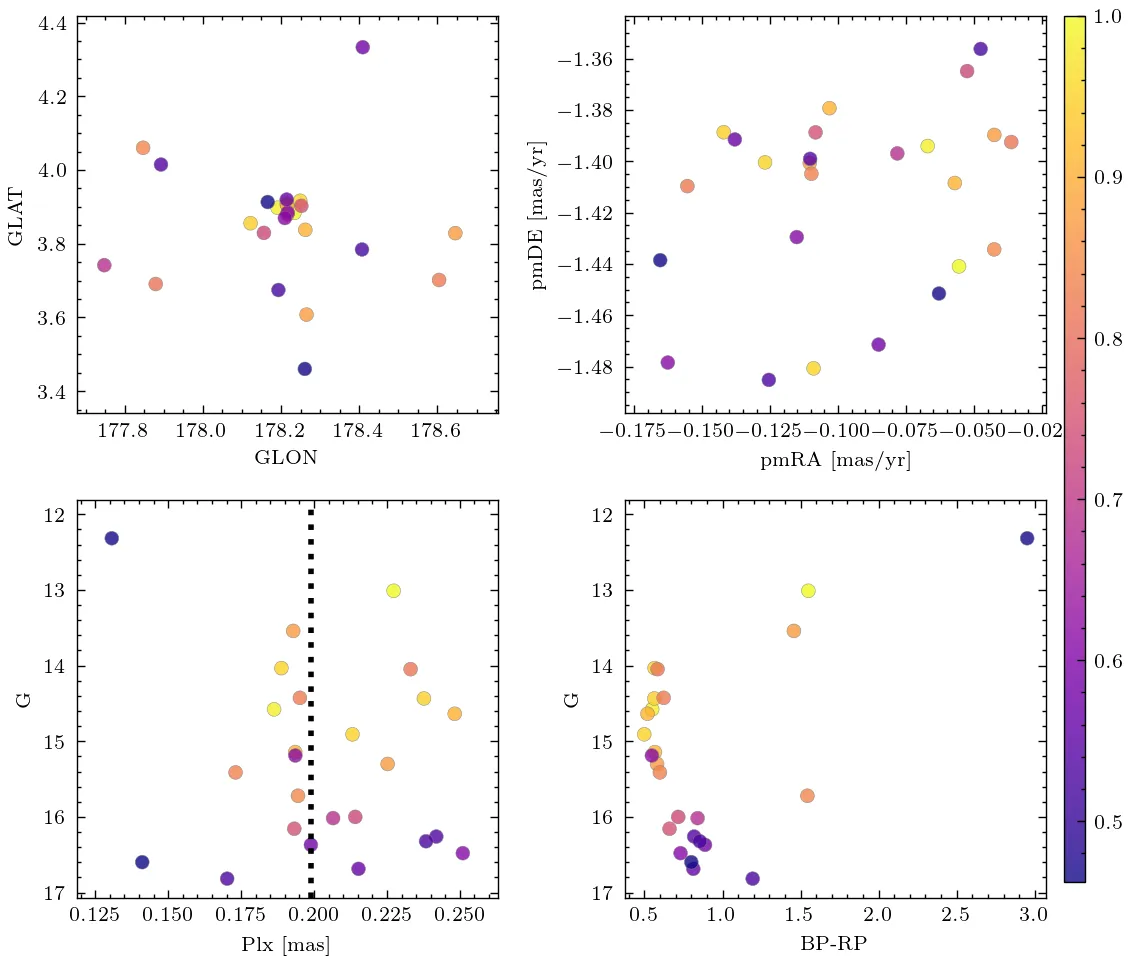 4.4
4.2
4.0
3.8
3.6
3.4
GLAT
177.8 178.0 178.2 178.4 178.6
GLON
−1.36
−1.38
−1.40
−1.42
−1.44
−1.46
−1.48
pmDE [mas/yr]
−0.175 −0.150 −0.125 −0.100 −0.075 −0.050 −0.02
pmRA [mas/yr]
12
13
14
15
16
17
G
0.125 0.150 0.175 0.200 0.225 0.250
Plx [mas]
12
13
14
15
16
17
G
0.5 1.0 1.5 2.0 2.5 3.0
BP-RP
1.0
0.9
0.8
0.7
0.6
0.5